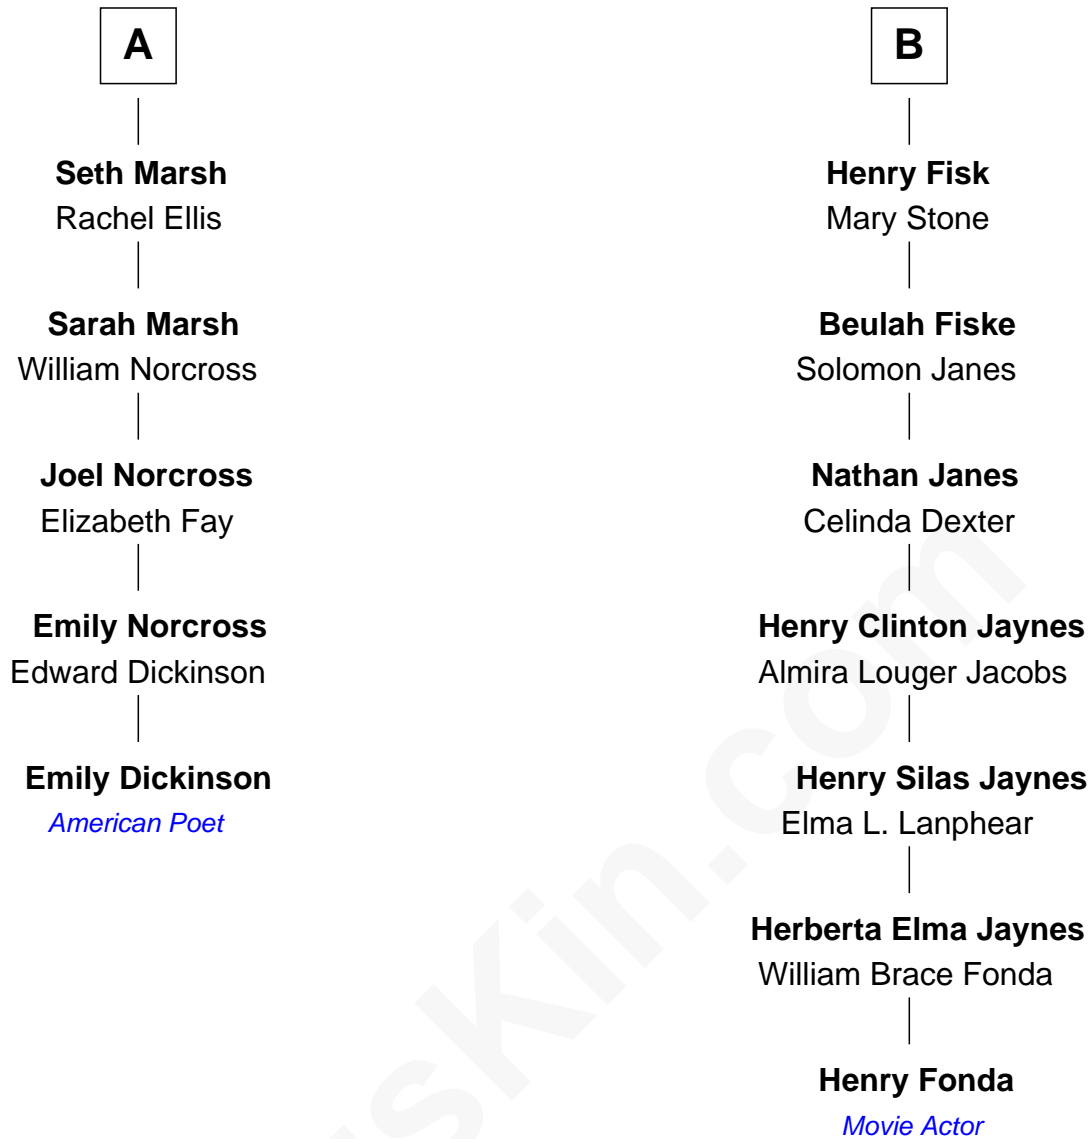 A
Seth Marsh
Rachel Ellis
Sarah Marsh
William Norcross
Joel Norcross
Elizabeth Fay
Emily Norcross
Edward Dickinson
Emily Dickinson
American Poet
B
Henry Fisk
Mary Stone
Beulah Fiske
Solomon Janes
Nathan Janes
Celinda Dexter
Henry Clinton Jaynes
Almira Louger Jacobs
Henry Silas Jaynes
Elma L. Lanphear
Herberta Elma Jaynes
William Brace Fonda
Henry Fonda
Movie Actor
sKin.com